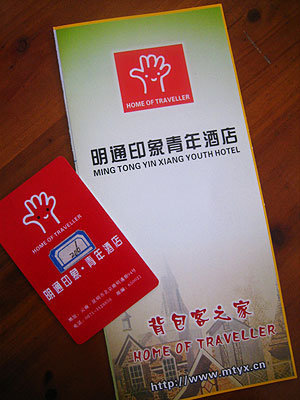 HOME OF TRAVELLER
明通印象青年酒店
MING TONG YIN XIANG YOUTH HOTEL
背包客之家
HOME OF TRAVELLER
http://www.mtyx.cn
HOME OF TRAVELLER
明通印象·青年酒店